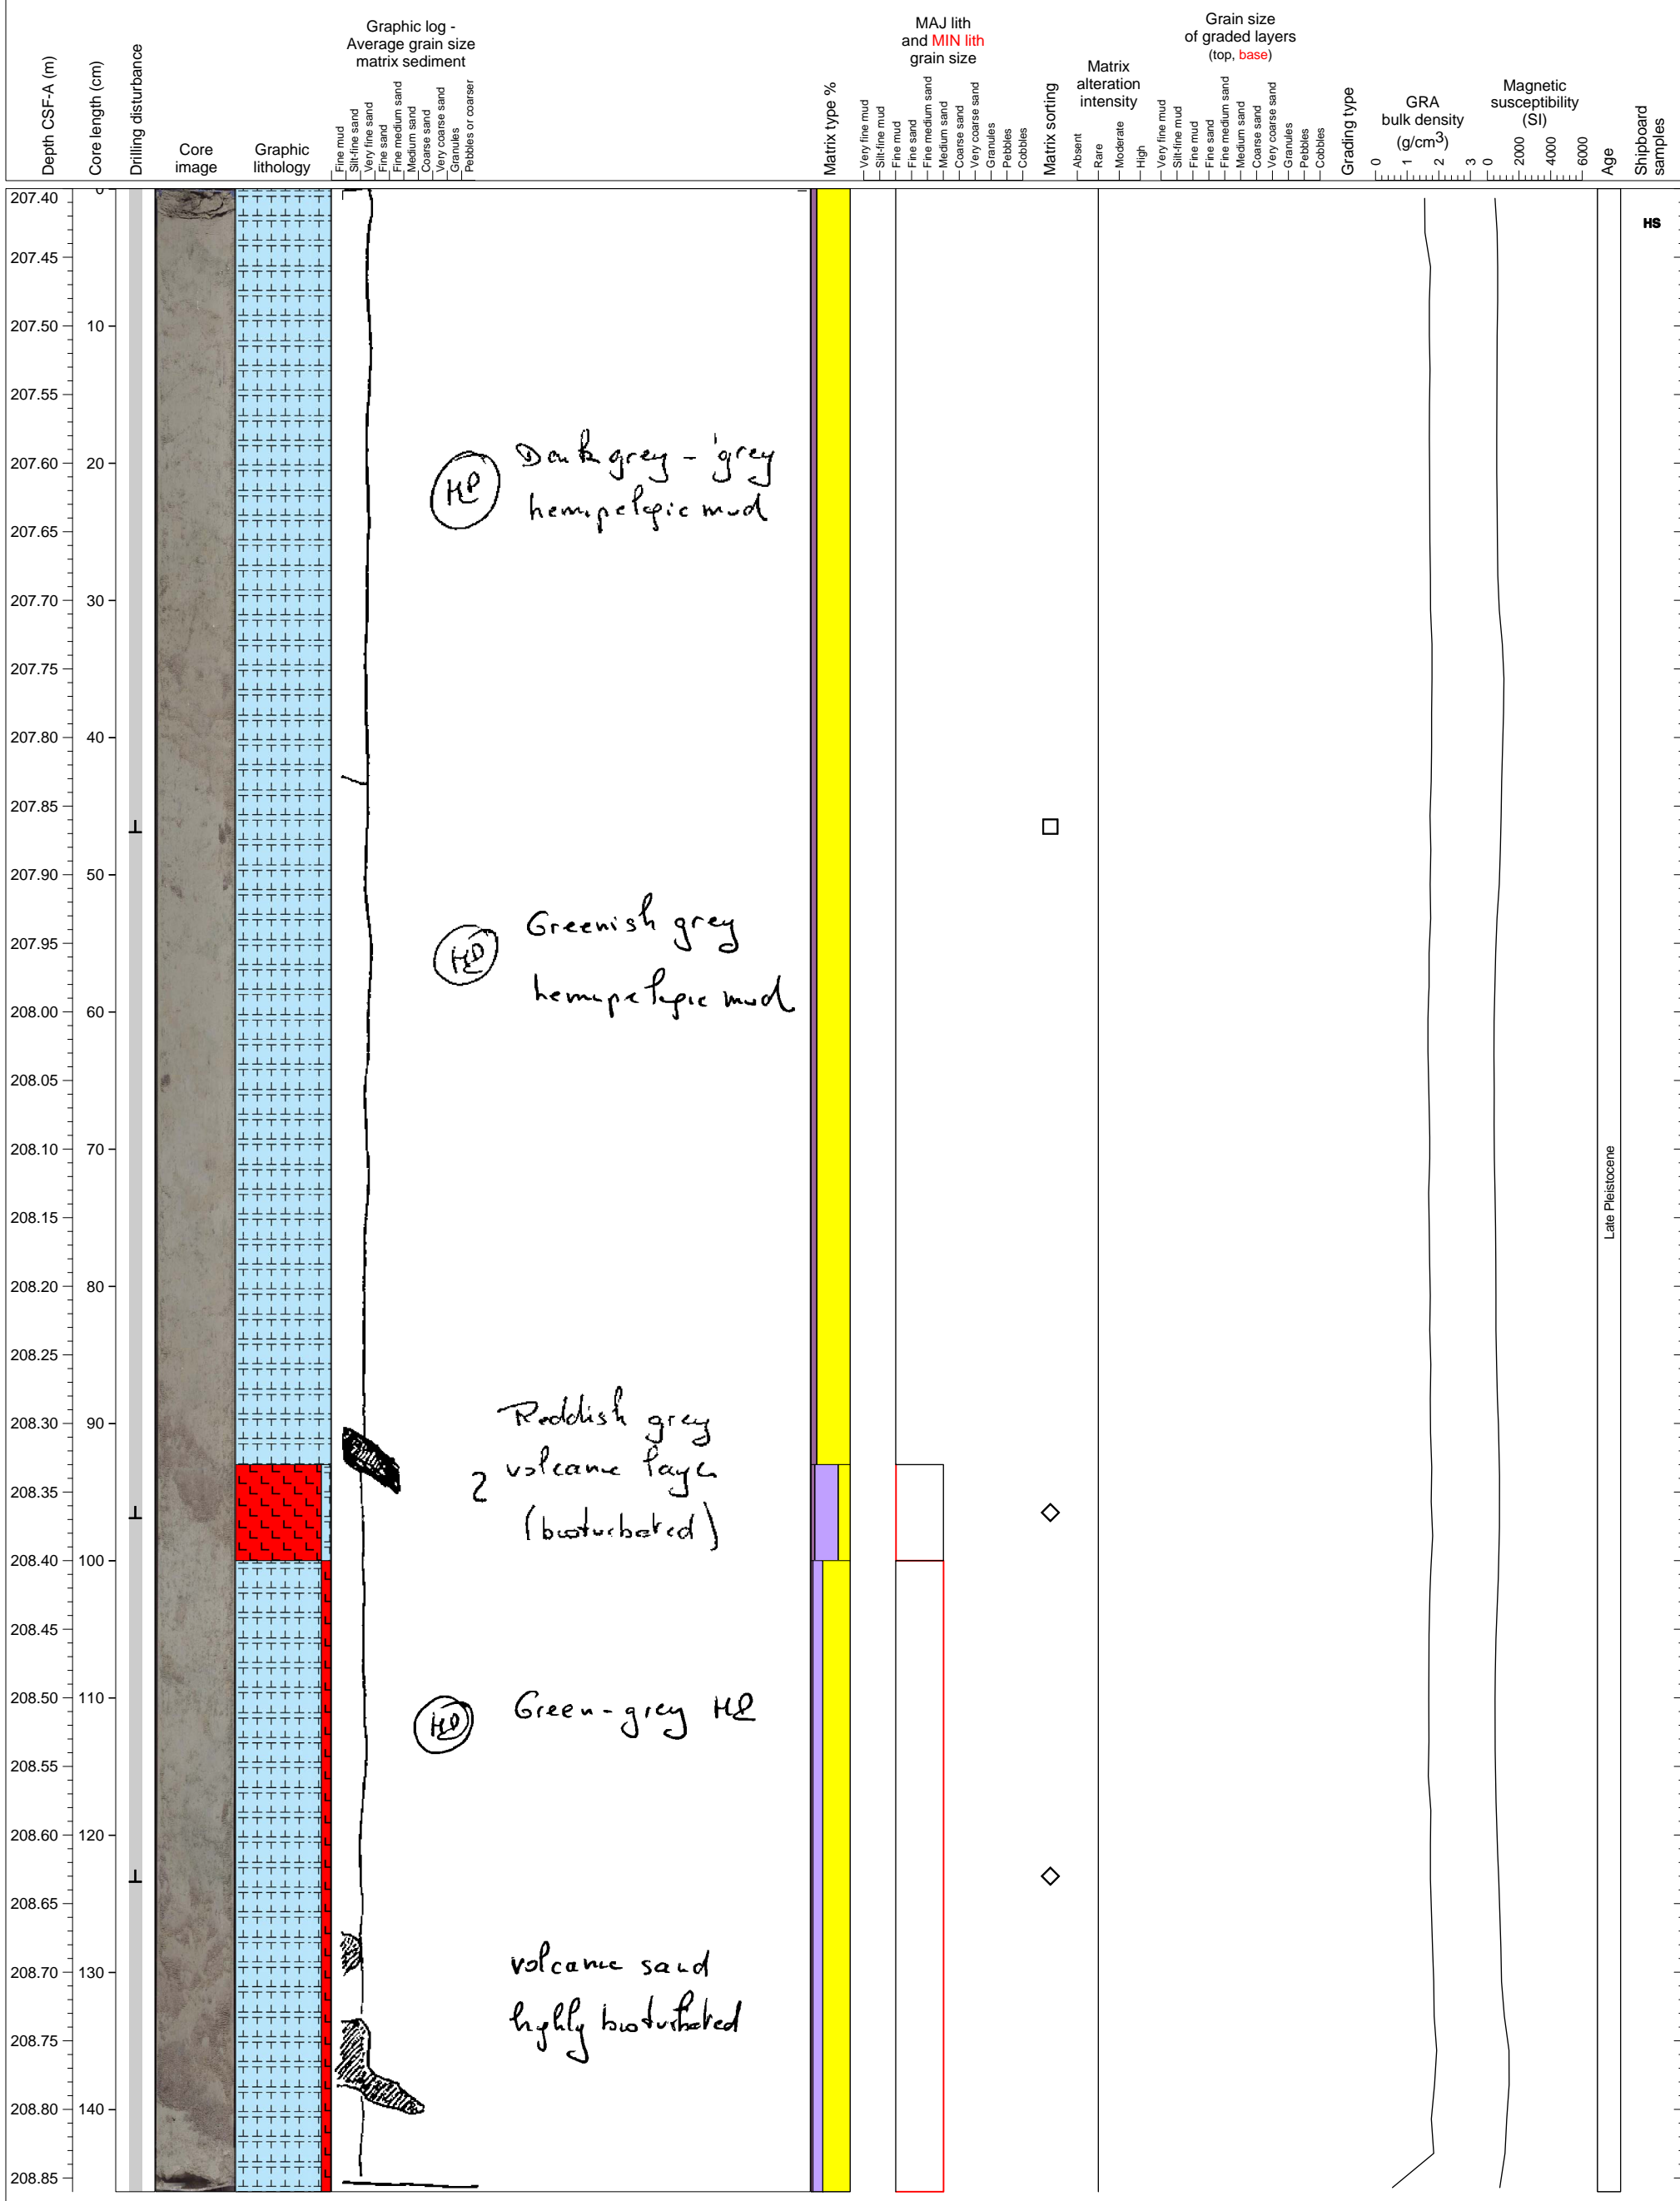 Depth CSF-A (m)
Core length (cm)
Drilling disturbance
Core
image
Graphic
lithology
Graphic log -
Average grain size
matrix sediment
Fine mud
Silt-fine sand
Very fine sand
Fine sand
Fine medium sand
Medium sand
Coarse sand
Very coarse sand
Granules
Pebbles or coarser
Matrix type %
MAJ lith
and MIN lith
grain size
Very fine mud
Silt-fine mud
Fine mud
Fine sand
Fine medium sand
Medium sand
Coarse sand
Very coarse sand
Granules
Pebbles
Cobbles
Matrix sorting
Matrix
alteration
intensity
Absent
Rare
Moderate
High
Grain size
of graded layers
(top, base)
Very fine mud
Silt-fine mud
Fine mud
Fine sand
Fine medium sand
Medium sand
Coarse sand
Very coarse sand
Granules
Pebbles
Cobbles
Grading type
GRA
bulk density
(g/cm3)
0 1 2 3
Magnetic
susceptibility
(SI)
0 2000 4000 6000
Age
Shipboard
samples
207.40 0
HS
207.45
207.50 10
207.55
207.60 20
HP Dark grey - grey
hemipelagic mud
207.65
207.70 30
207.75
207.80 40
207.85
207.90 50
207.95
HP Greenish grey
hemipelagic mud
208.00 60
208.05
208.10 70
Late Pleistocene
208.15
208.20 80
208.25
208.30 90
Reddish grey
volcanic layer
(bioturbated)
208.35
208.40 100
208.45
208.50 110
HP Green-grey HP
208.55
208.60 120
208.65
208.70 130
volcanic sand
highly bioturbated
208.75
208.80 140
208.85